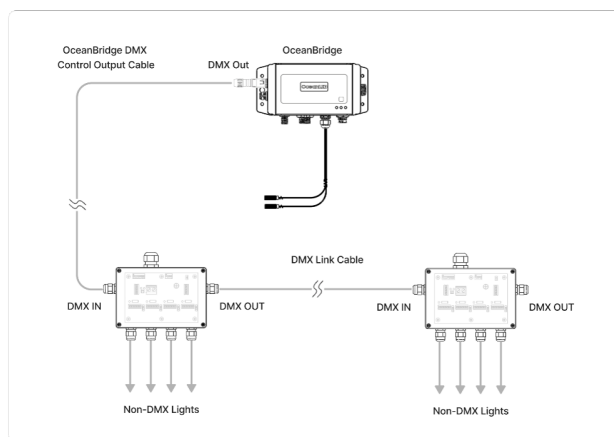 OceanBridge DMX
Control Output Cable
DMX Out
OceanBridge
OceanLED
DMX Link Cable
DMX IN
DMX OUT
DMX IN
DMX OUT
Non-DMX Lights
Non-DMX Lights